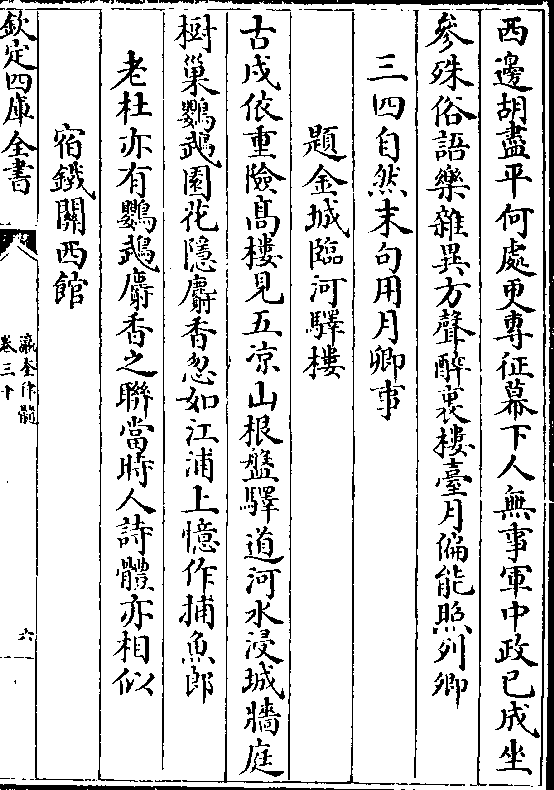 西邊胡盡平何處更專征幕下人無事軍中政已成坐
參殊俗語樂雜異方聲醉裏樓臺月偏能照列卿
三四自然末句用月卿事
題金城臨河驛樓
古戍依重險髙樓見五凉山根盤驛道河水浸城牆庭
樹巢鸚鵡園花隱麝香忽如江浦上憶作捕魚郎
老杜亦有鸚鵡麝香之聯當時人詩體亦相似
宿鐵關西館
欽定四庫全書
瀛奎律髓
卷三十
六